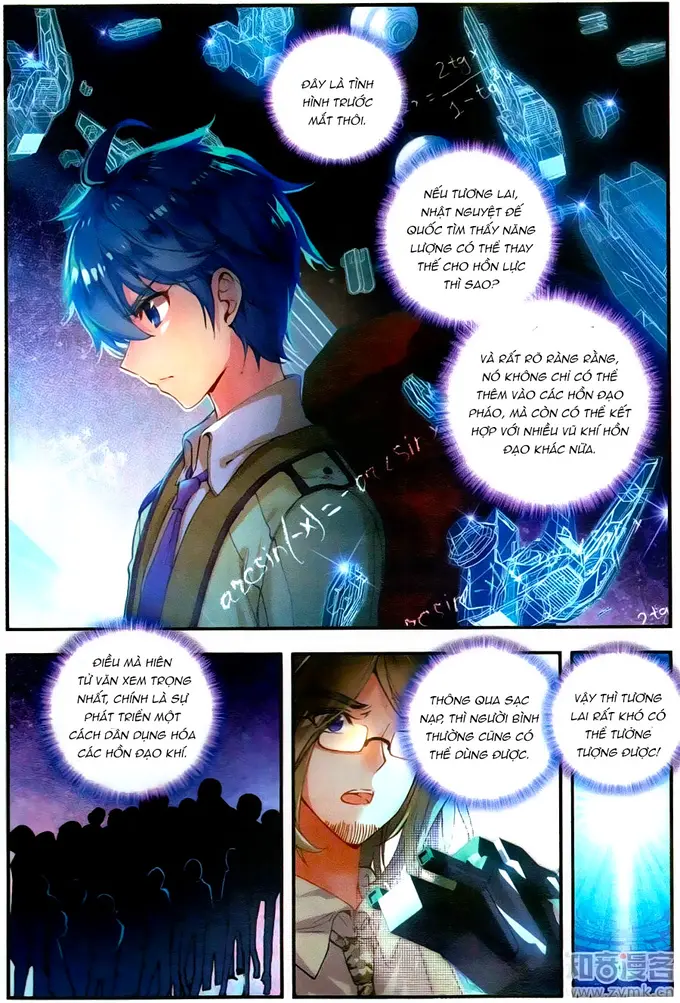 ĐÂY LÀ TÌNH
HÌNH TRƯỚC
MẮT THÔI.
2tgx
1-tg²x
NẾU TƯƠNG LAI,
NHẬT NGUYỆT ĐẾ
QUỐC TÌM THẤY NĂNG
LƯỢNG CÓ THỂ THAY
THẾ CHO HỒN LỰC
THÌ SAO?
VÀ RẤT RÕ RÀNG RẰNG,
NÓ KHÔNG CHỈ CÓ THỂ
THÊM VÀO CÁC HỒN ĐẠO
PHÁO, MÀ CÒN CÓ THỂ KẾT
HỢP VỚI NHIỀU VŨ KHÍ HỒN
ĐẠO KHÁC NỮA.
arcsin(-x)=-arcsinx
arcsin
2tg
ĐIỀU MÀ HIÊN
TỬ VĂN XEM TRỌNG
NHẤT, CHÍNH LÀ SỰ
PHÁT TRIỂN MỘT
CÁCH DÂN DỤNG HÓA
CÁC HỒN ĐẠO KHÍ.
THÔNG QUA SẠC
NẠP, THÌ NGƯỜI BÌNH
THƯỜNG CŨNG CÓ
THỂ DÙNG ĐƯỢC.
VẬY THÌ TƯƠNG
LAI RẤT KHÓ CÓ
THỂ TƯỞNG
TƯỢNG ĐƯỢC!
知音漫客
www.zymk.cn